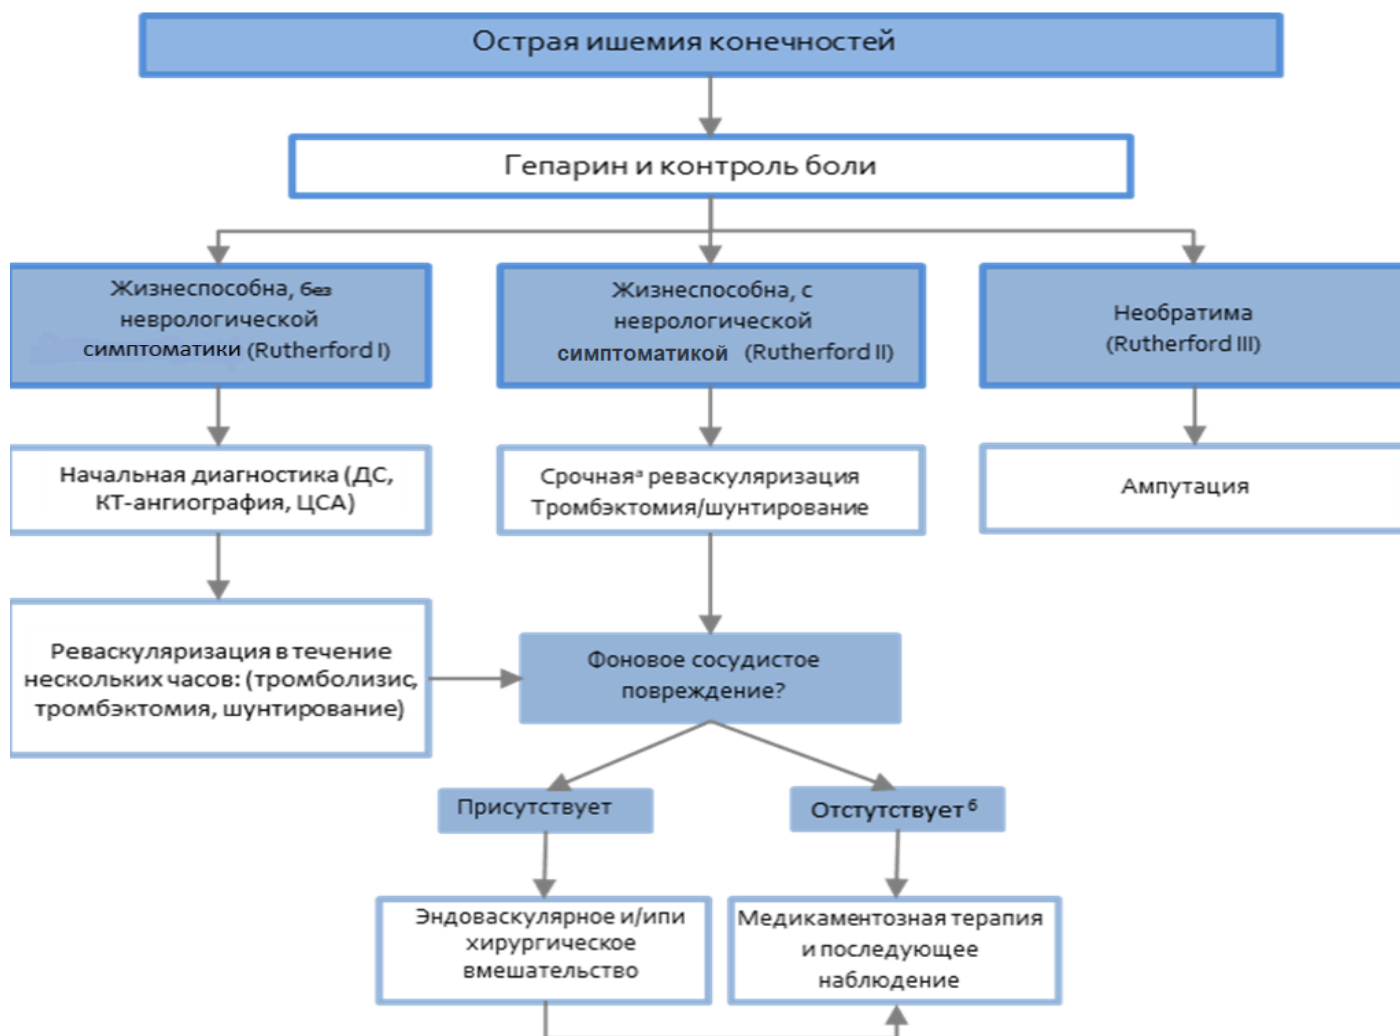 Острая ишемия конечностей
Гепарин и контроль боли
Жизнеспособна, без
неврологической
симптоматики (Rutherford I)
Жизнеспособна, с
неврологической
симптоматикой (Rutherford II)
Необратима
(Rutherford III)
Начальная диагностика (ДС,
КТ-ангиография, ЦСА)
Срочнаяᵃ реваскуляризация
Тромбэктомия/шунтирование
Ампутация
Реваскуляризация в течение
нескольких часов: (тромболизис,
тромбэктомия, шунтирование)
Фоновое сосудистое
повреждение?
Присутствует
Отстутствует б
Эндоваскулярное и/ипи
хирургическое
вмешательство
Медикаментозная терапия
и последующее
наблюдение